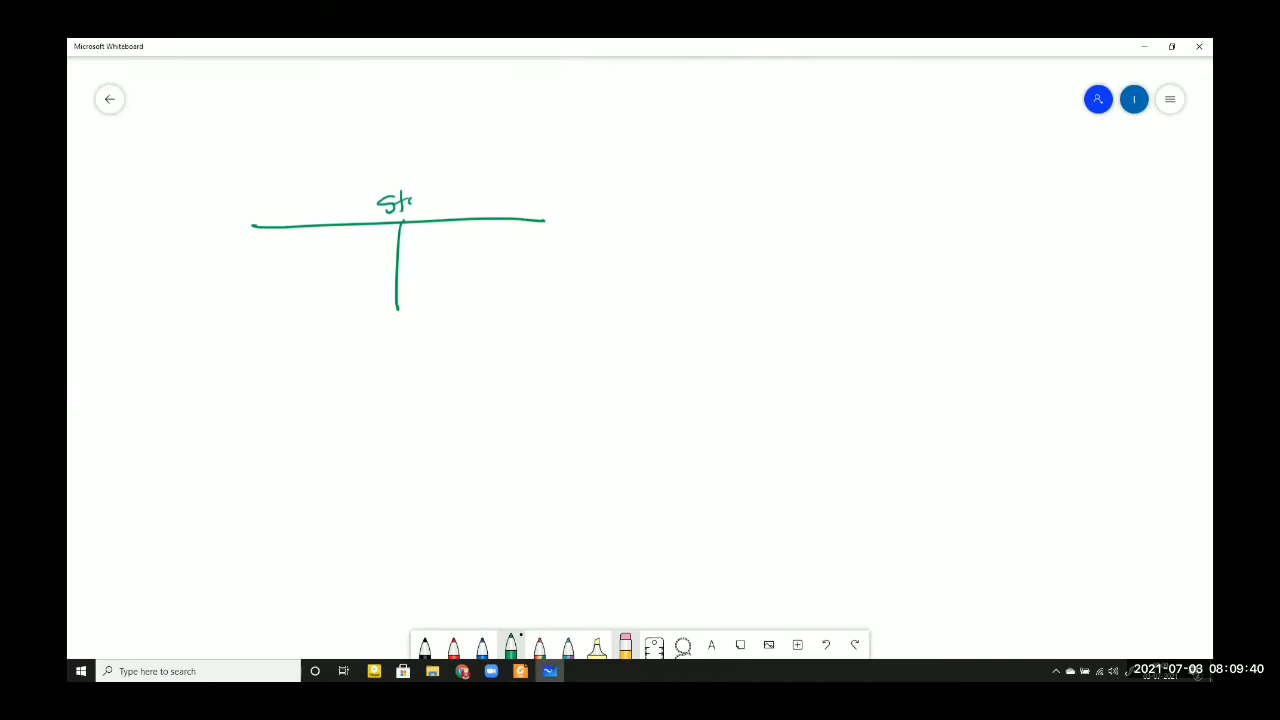 Microsoft Whiteboard
I
St
A
Type here to search
2021-07-03 08:09:40